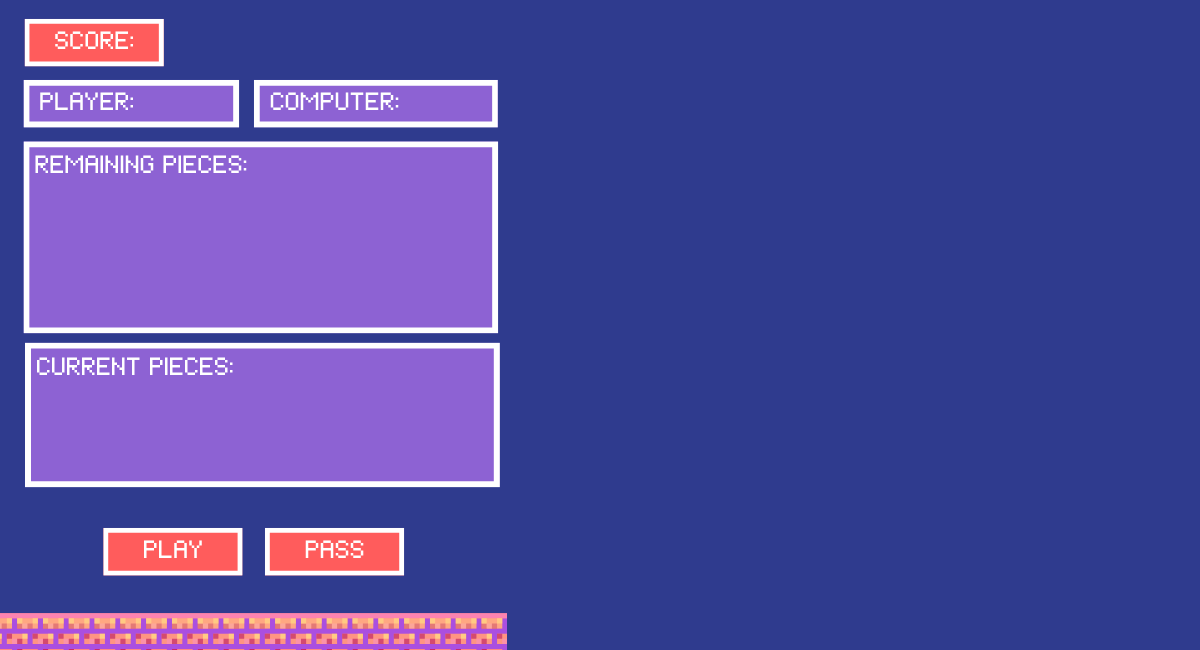 SCORE:
PLAYER:
COMPUTER:
REMAINING PIECES:
CURRENT PIECES:
PLAY
PASS